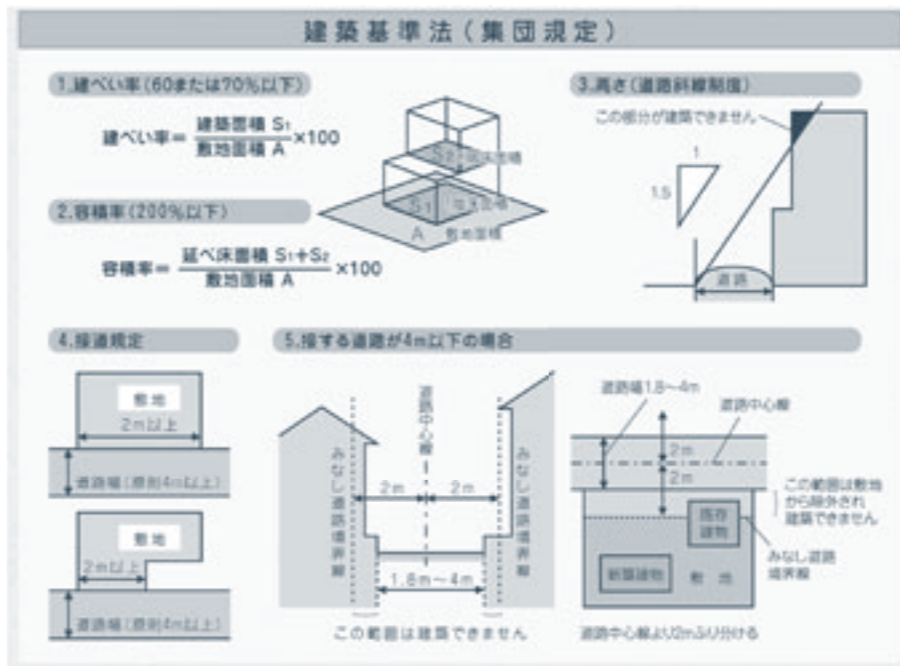 建築基準法(集団規定)
1.建ぺい率(60または70%以下)
建ぺい率= 建築面積 S1 / 敷地面積 A ×100
2.容積率(200%以下)
容積率= 延べ床面積 S1+S2 / 敷地面積 A ×100
S1
A 敷地面積
3.高さ(道路斜線制度)
この部分が建築できません
1
1.5
道路
4.接道規定
敷地
2m以上
道路幅(原則4m以上)
敷地
2m以上
道路幅(原則4m以上)
5.接する道路が4m以下の場合
道路中心線
みなし道路境界線
みなし道路境界線
2m
2m
1.8m~4m
この範囲は建築できません
道路幅1.8~4m
道路中心線
2m
2m
この範囲は敷地
から除外され
建築できません
既存
建物
みなし道路
境界線
新築建物
敷地
道路中心線より2mふり分ける